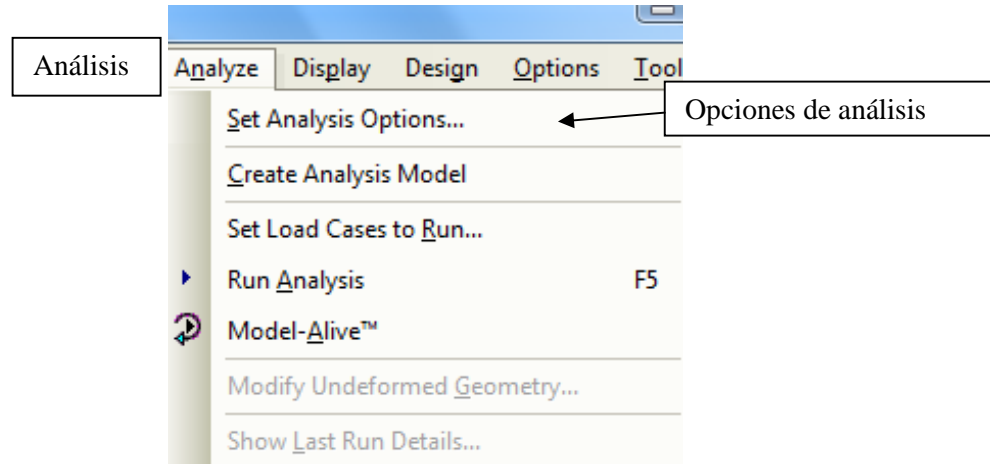 Análisis
Analyze Display Design Options Tool
Opciones de análisis
Set Analysis Options...
Create Analysis Model
Set Load Cases to Run...
Run Analysis F5
Model-Alive™
Modify Undeformed Geometry...
Show Last Run Details...